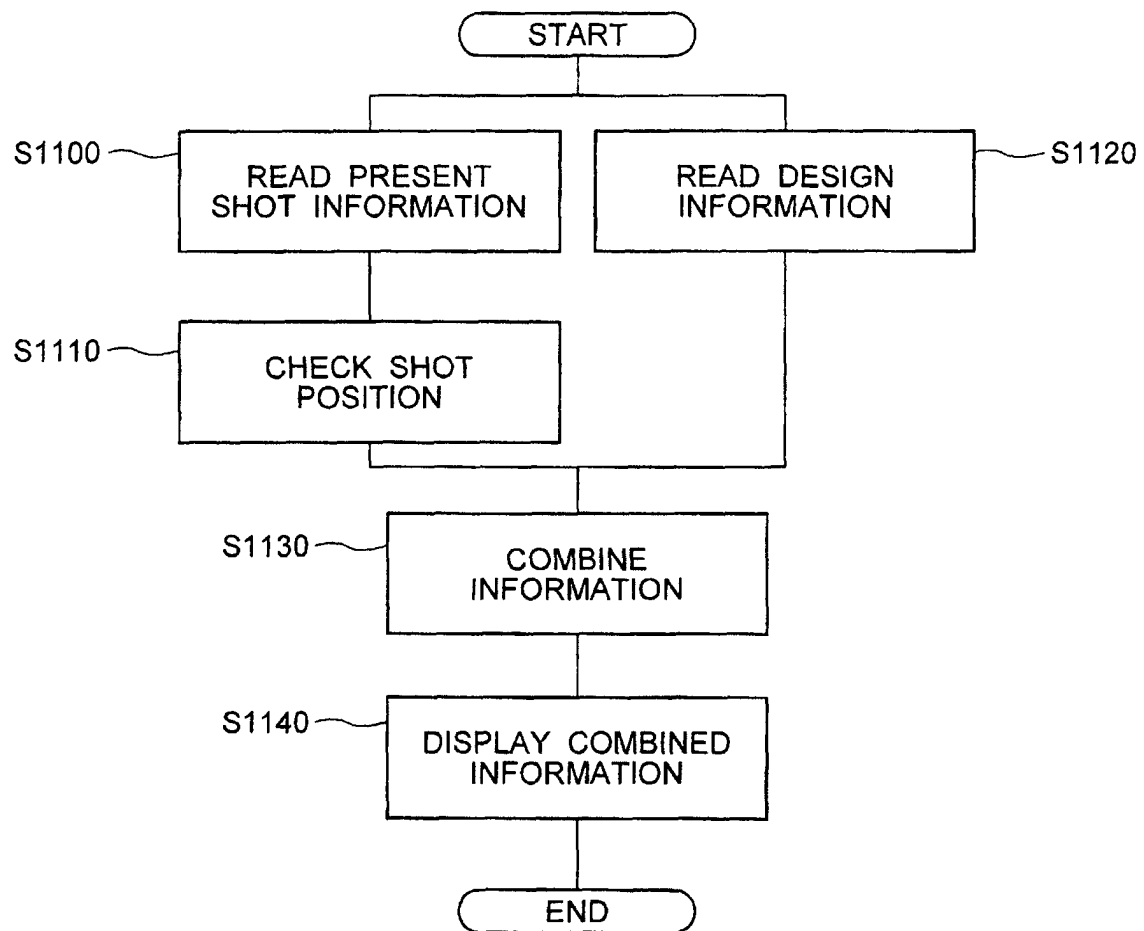 START
S1100
READ PRESENT
SHOT INFORMATION
READ DESIGN
INFORMATION
S1120
S1110
CHECK SHOT
POSITION
S1130
COMBINE
INFORMATION
S1140
DISPLAY COMBINED
INFORMATION
END